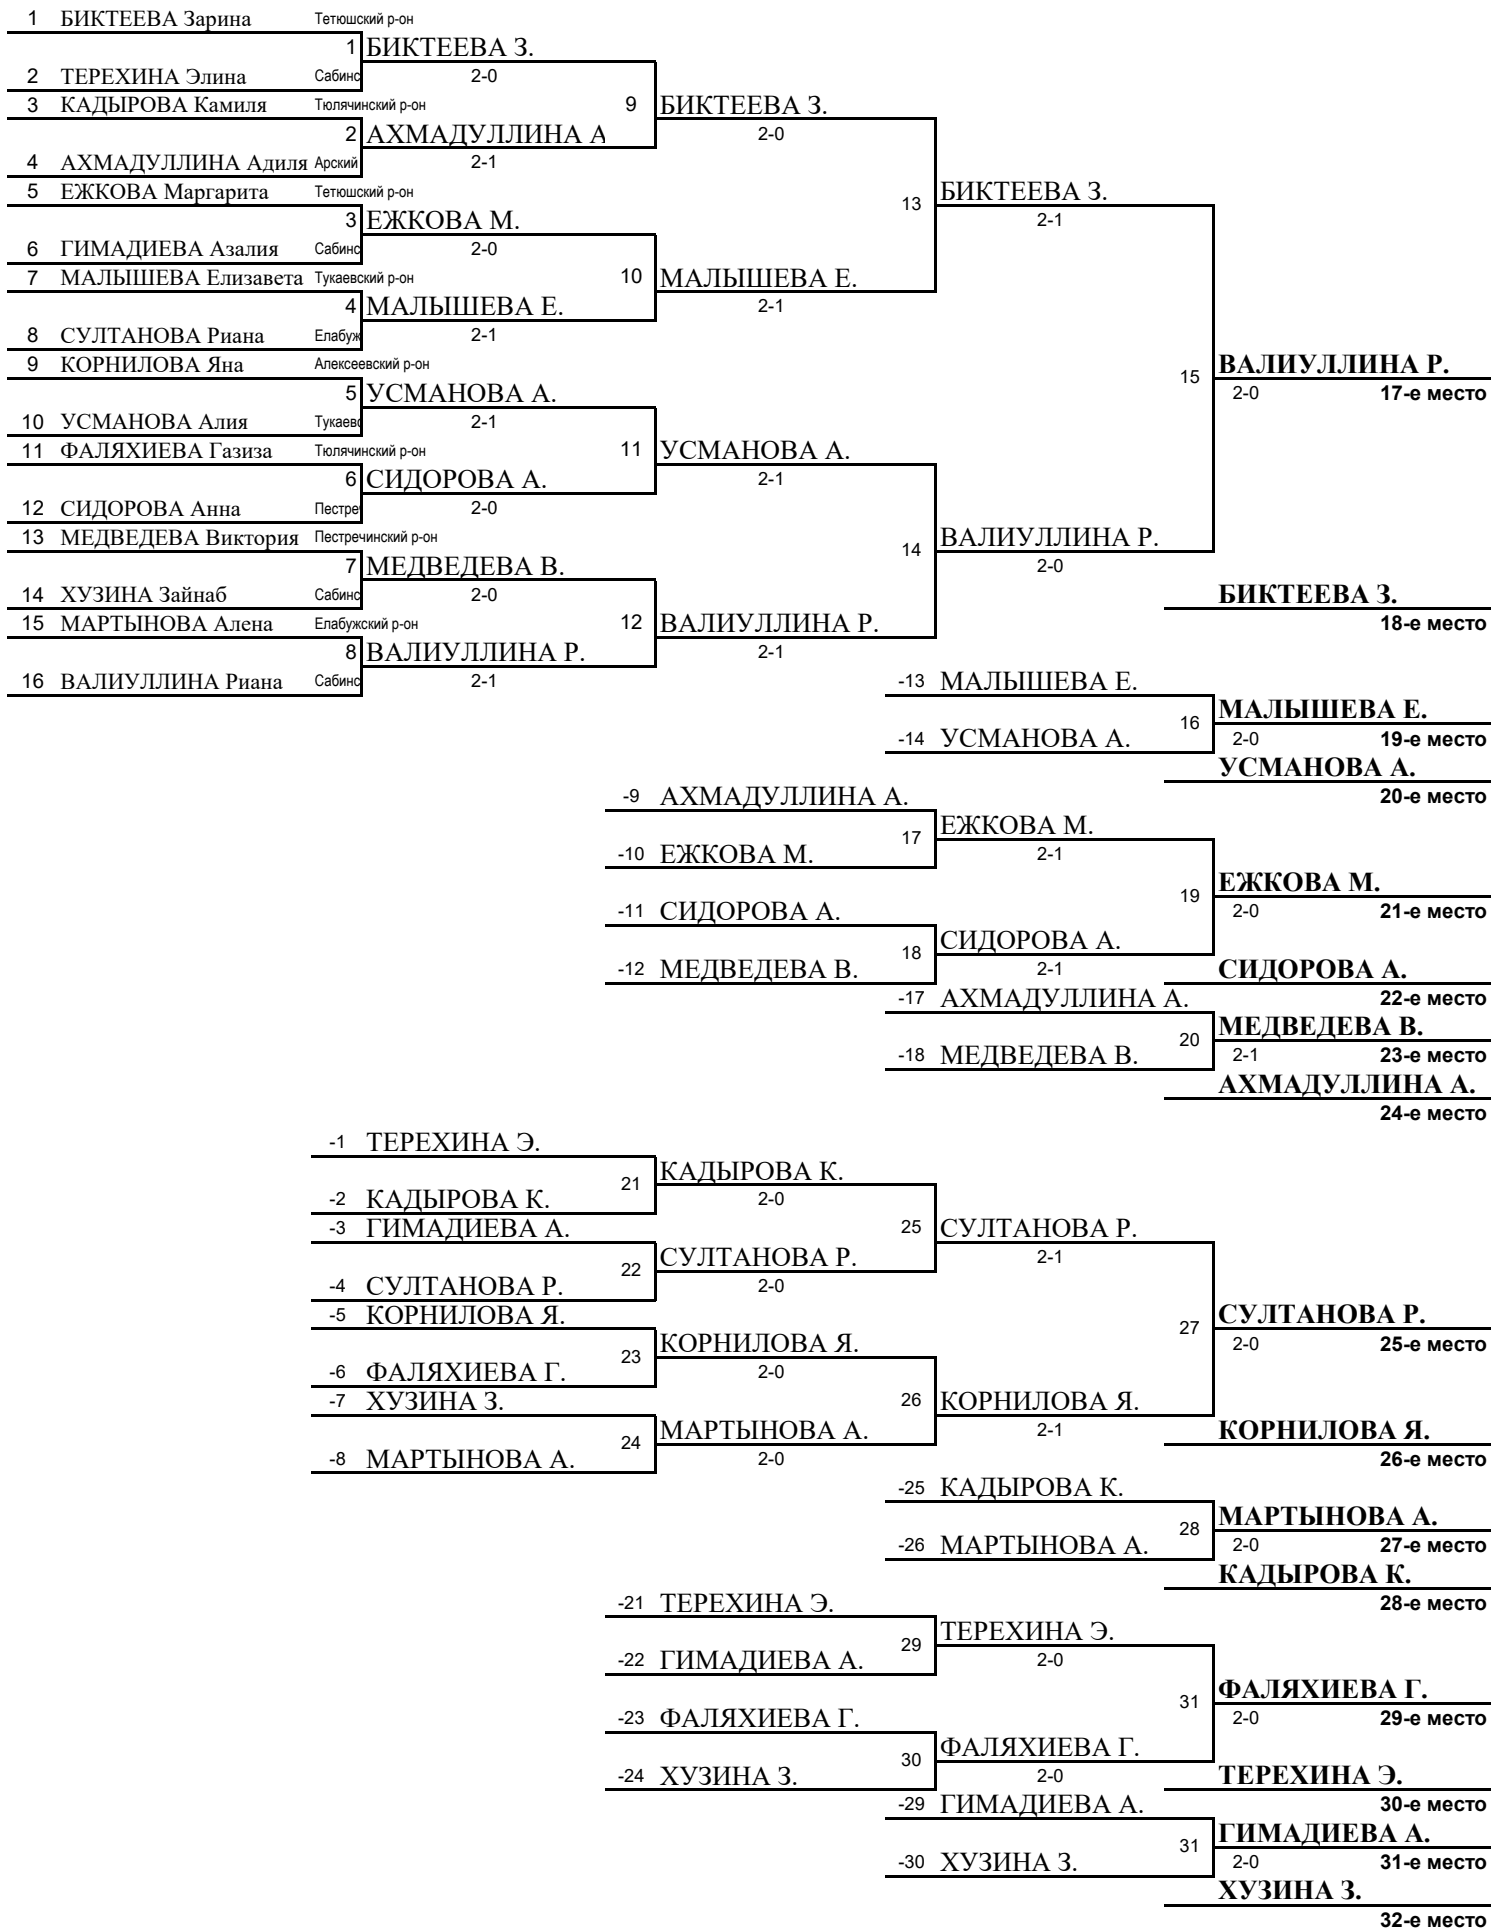 1 БИКТЕЕВА Зарина Тетюшский р-он
1 БИКТЕЕВА З.
2 ТЕРЕХИНА Элина Сабинс 2-0
3 КАДЫРОВА Камиля Тюлячинский р-он 9 БИКТЕЕВА З.
2 АХМАДУЛЛИНА А 2-0
4 АХМАДУЛЛИНА Адиля Арский 2-1
5 ЕЖКОВА Маргарита Тетюшский р-он 13 БИКТЕЕВА З.
3 ЕЖКОВА М. 2-1
6 ГИМАДИЕВА Азалия Сабинс 2-0
7 МАЛЫШЕВА Елизавета Тукаевский р-он 10 МАЛЫШЕВА Е.
4 МАЛЫШЕВА Е. 2-1
8 СУЛТАНОВА Риана Елабуж 2-1
9 КОРНИЛОВА Яна Алексеевский р-он 15 ВАЛИУЛЛИНА Р.
5 УСМАНОВА А. 2-0 17-е место
10 УСМАНОВА Алия Тукаевс 2-1
11 ФАЛЯХИЕВА Газиза Тюлячинский р-он 11 УСМАНОВА А.
6 СИДОРОВА А. 2-1
12 СИДОРОВА Анна Пестре 2-0
13 МЕДВЕДЕВА Виктория Пестречинский р-он 14 ВАЛИУЛЛИНА Р.
7 МЕДВЕДЕВА В. 2-0
14 ХУЗИНА Зайнаб Сабинс 2-0 БИКТЕЕВА З.
15 МАРТЫНОВА Алена Елабужский р-он 12 ВАЛИУЛЛИНА Р. 18-е место
8 ВАЛИУЛЛИНА Р. 2-1
16 ВАЛИУЛЛИНА Риана Сабинс 2-1 -13 МАЛЫШЕВА Е.
16 МАЛЫШЕВА Е.
-14 УСМАНОВА А. 2-0 19-е место
УСМАНОВА А.
-9 АХМАДУЛЛИНА А. 20-е место
17 ЕЖКОВА М.
-10 ЕЖКОВА М. 2-1
19 ЕЖКОВА М.
-11 СИДОРОВА А. 2-0 21-е место
18 СИДОРОВА А.
-12 МЕДВЕДЕВА В. 2-1 СИДОРОВА А.
-17 АХМАДУЛЛИНА А. 22-е место
20 МЕДВЕДЕВА В.
-18 МЕДВЕДЕВА В. 2-1 23-е место
АХМАДУЛЛИНА А.
24-е место
-1 ТЕРЕХИНА Э.
21 КАДЫРОВА К.
-2 КАДЫРОВА К. 2-0
-3 ГИМАДИЕВА А. 25 СУЛТАНОВА Р.
22 СУЛТАНОВА Р. 2-1
-4 СУЛТАНОВА Р. 2-0
-5 КОРНИЛОВА Я. 27 СУЛТАНОВА Р.
23 КОРНИЛОВА Я. 2-0 25-е место
-6 ФАЛЯХИЕВА Г. 2-0
-7 ХУЗИНА З. 26 КОРНИЛОВА Я.
24 МАРТЫНОВА А. 2-1 КОРНИЛОВА Я.
-8 МАРТЫНОВА А. 2-0 26-е место
-25 КАДЫРОВА К.
28 МАРТЫНОВА А.
-26 МАРТЫНОВА А. 2-0 27-е место
КАДЫРОВА К.
-21 ТЕРЕХИНА Э. 28-е место
29 ТЕРЕХИНА Э.
-22 ГИМАДИЕВА А. 2-0
31 ФАЛЯХИЕВА Г.
-23 ФАЛЯХИЕВА Г. 2-0 29-е место
30 ФАЛЯХИЕВА Г.
-24 ХУЗИНА З. 2-0 ТЕРЕХИНА Э.
-29 ГИМАДИЕВА А. 30-е место
31 ГИМАДИЕВА А.
-30 ХУЗИНА З. 2-0 31-е место
ХУЗИНА З.
32-е место